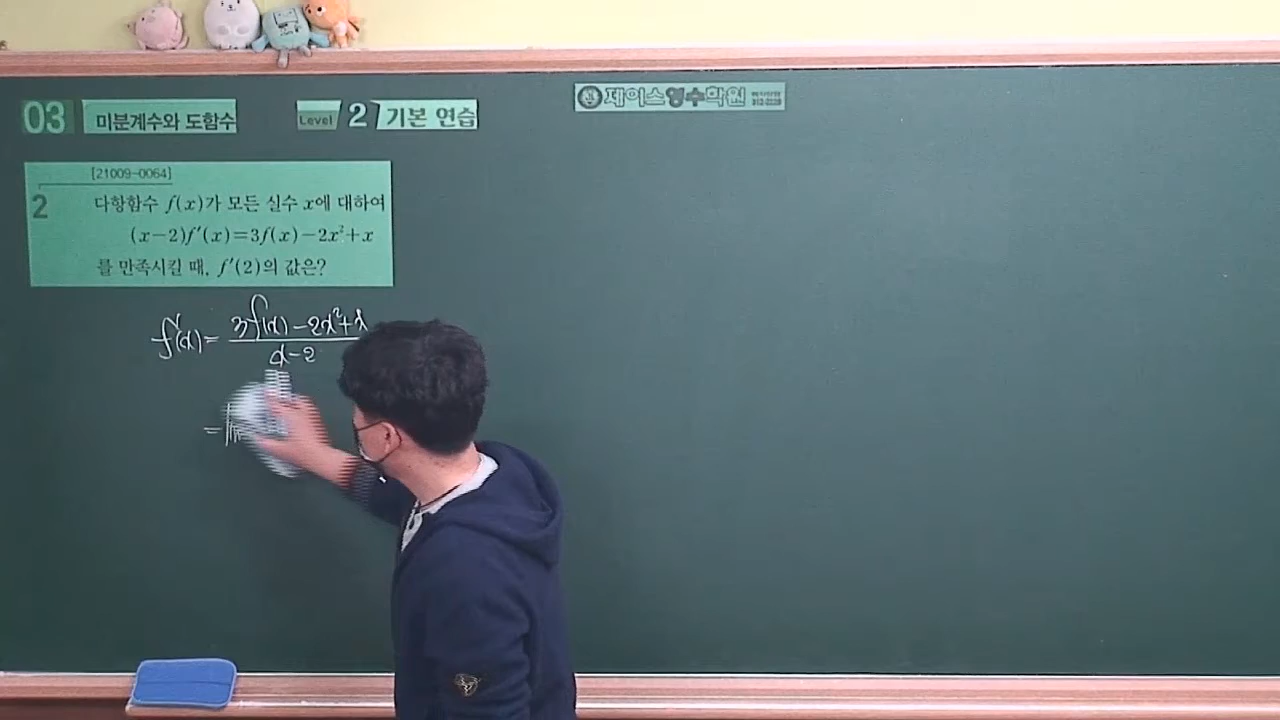 03 미분계수와 도함수 Level 2 기본 연습
제이스영수학원
[21009-0064]
2 다항함수 f(x)가 모든 실수 x에 대하여
(x-2)f'(x)=3f(x)-2x²+x
를 만족시킬 때, f'(2)의 값은?
f'(x)= 3f(x)-2x²+x
x-2
=